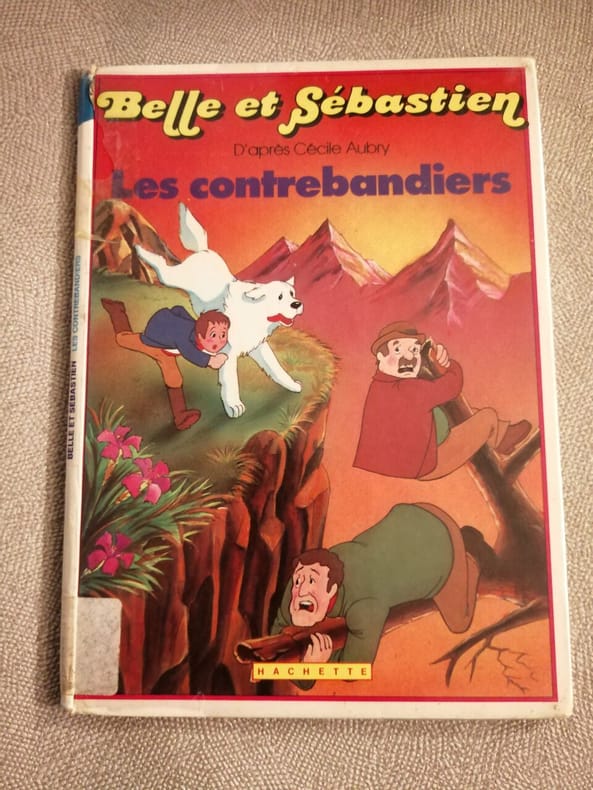 Belle et Sébastien
D'après Cécile Aubry
Les contrebandiers
BELLE ET SÉBASTIEN LES CONTREBANDIERS
HACHETTE